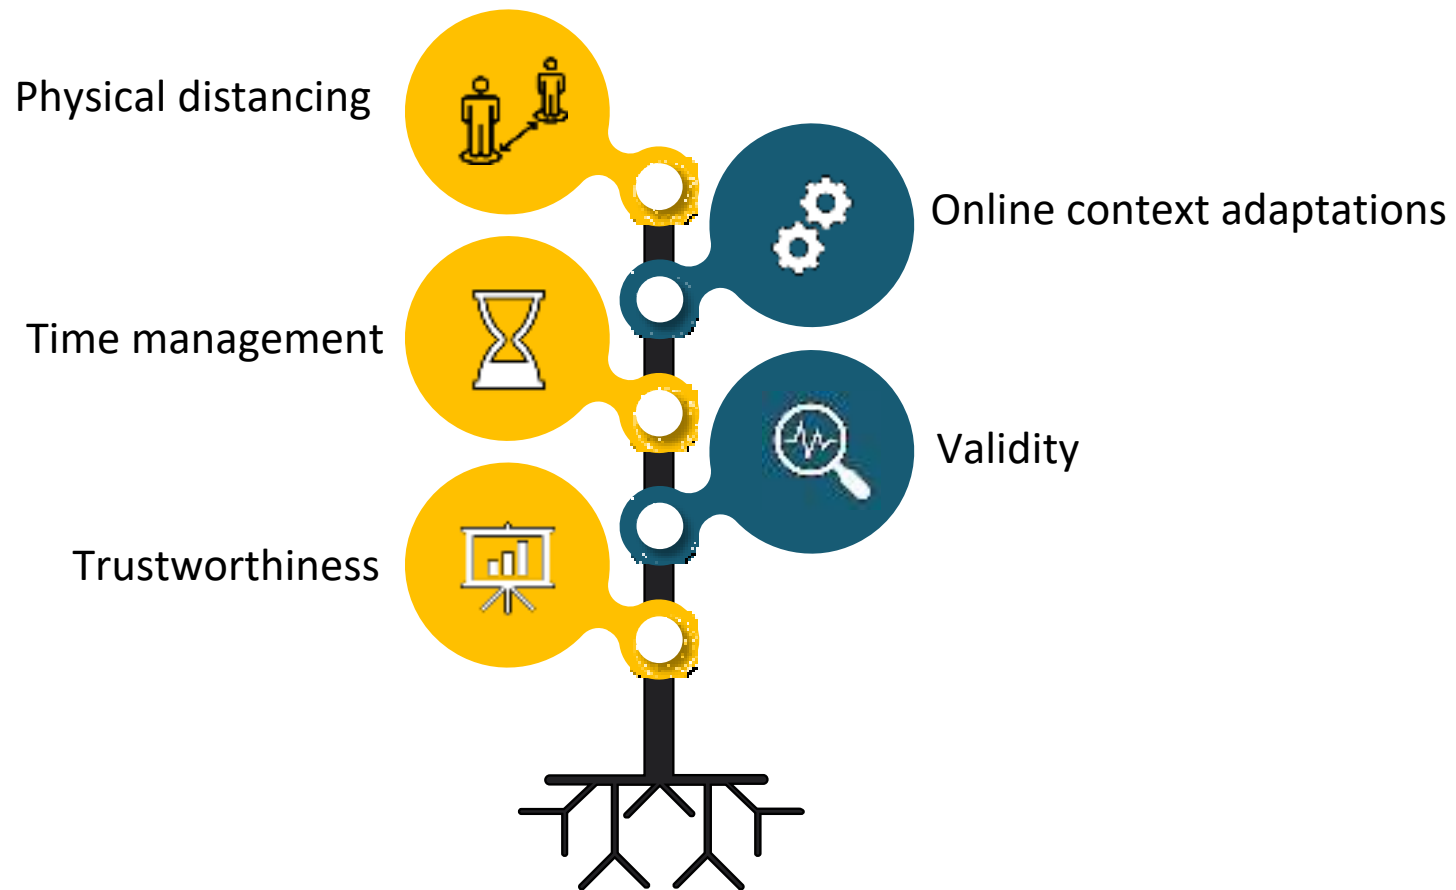 Physical distancing
Online context adaptations
Time management
Validity
Trustworthiness